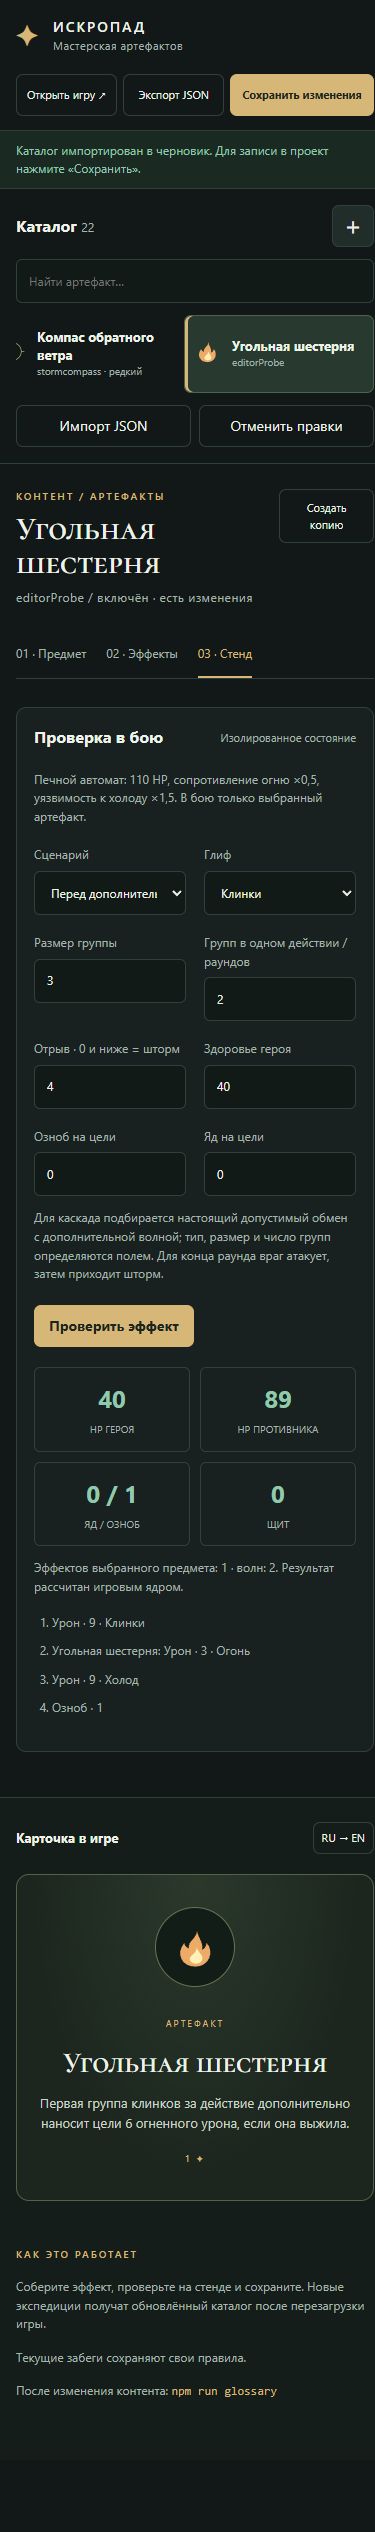 ИСКРОПАД
Мастерская артефактов
Открыть игру ↗
Экспорт JSON
Сохранить изменения
Каталог импортирован в черновик. Для записи в проект
нажмите «Сохранить».
Каталог 22
+
Найти артефакт...
Компас обратного
ветра
stormcompass · редкий
Угольная шестерня
editorProbe
Импорт JSON
Отменить правки
КОНТЕНТ / АРТЕФАКТЫ
Угольная
шестерня
Создать
копию
editorProbe / включён · есть изменения
01 · Предмет
02 · Эффекты
03 · Стенд
Проверка в бою
Изолированное состояние
Печной автомат: 110 HP, сопротивление огню ×0,5,
уязвимость к холоду ×1,5. В бою только выбранный
артефакт.
Сценарий
Глиф
Перед дополнитель
Клинки
Размер группы
Групп в одном действии /
раундов
3
2
Отрыв · 0 и ниже = шторм
Здоровье героя
4
40
Озноб на цели
Яд на цели
0
0
Для каскада подбирается настоящий допустимый обмен
с дополнительной волной; тип, размер и число групп
определяются полем. Для конца раунда враг атакует,
затем приходит шторм.
Проверить эффект
40
HP ГЕРОЯ
89
HP ПРОТИВНИКА
0 / 1
ЯД / ОЗНОБ
0
ЩИТ
Эффектов выбранного предмета: 1 · волн: 2. Результат
рассчитан игровым ядром.
1. Урон · 9 · Клинки
2. Угольная шестерня: Урон · 3 · Огонь
3. Урон · 9 · Холод
4. Озноб · 1
Карточка в игре
RU → EN
АРТЕФАКТ
Угольная шестерня
Первая группа клинков за действие дополнительно
наносит цели 6 огненного урона, если она выжила.
1 ✦
КАК ЭТО РАБОТАЕТ
Соберите эффект, проверьте на стенде и сохраните. Новые
экспедиции получат обновлённый каталог после перезагрузки
игры.
Текущие забеги сохраняют свои правила.
После изменения контента: npm run glossary